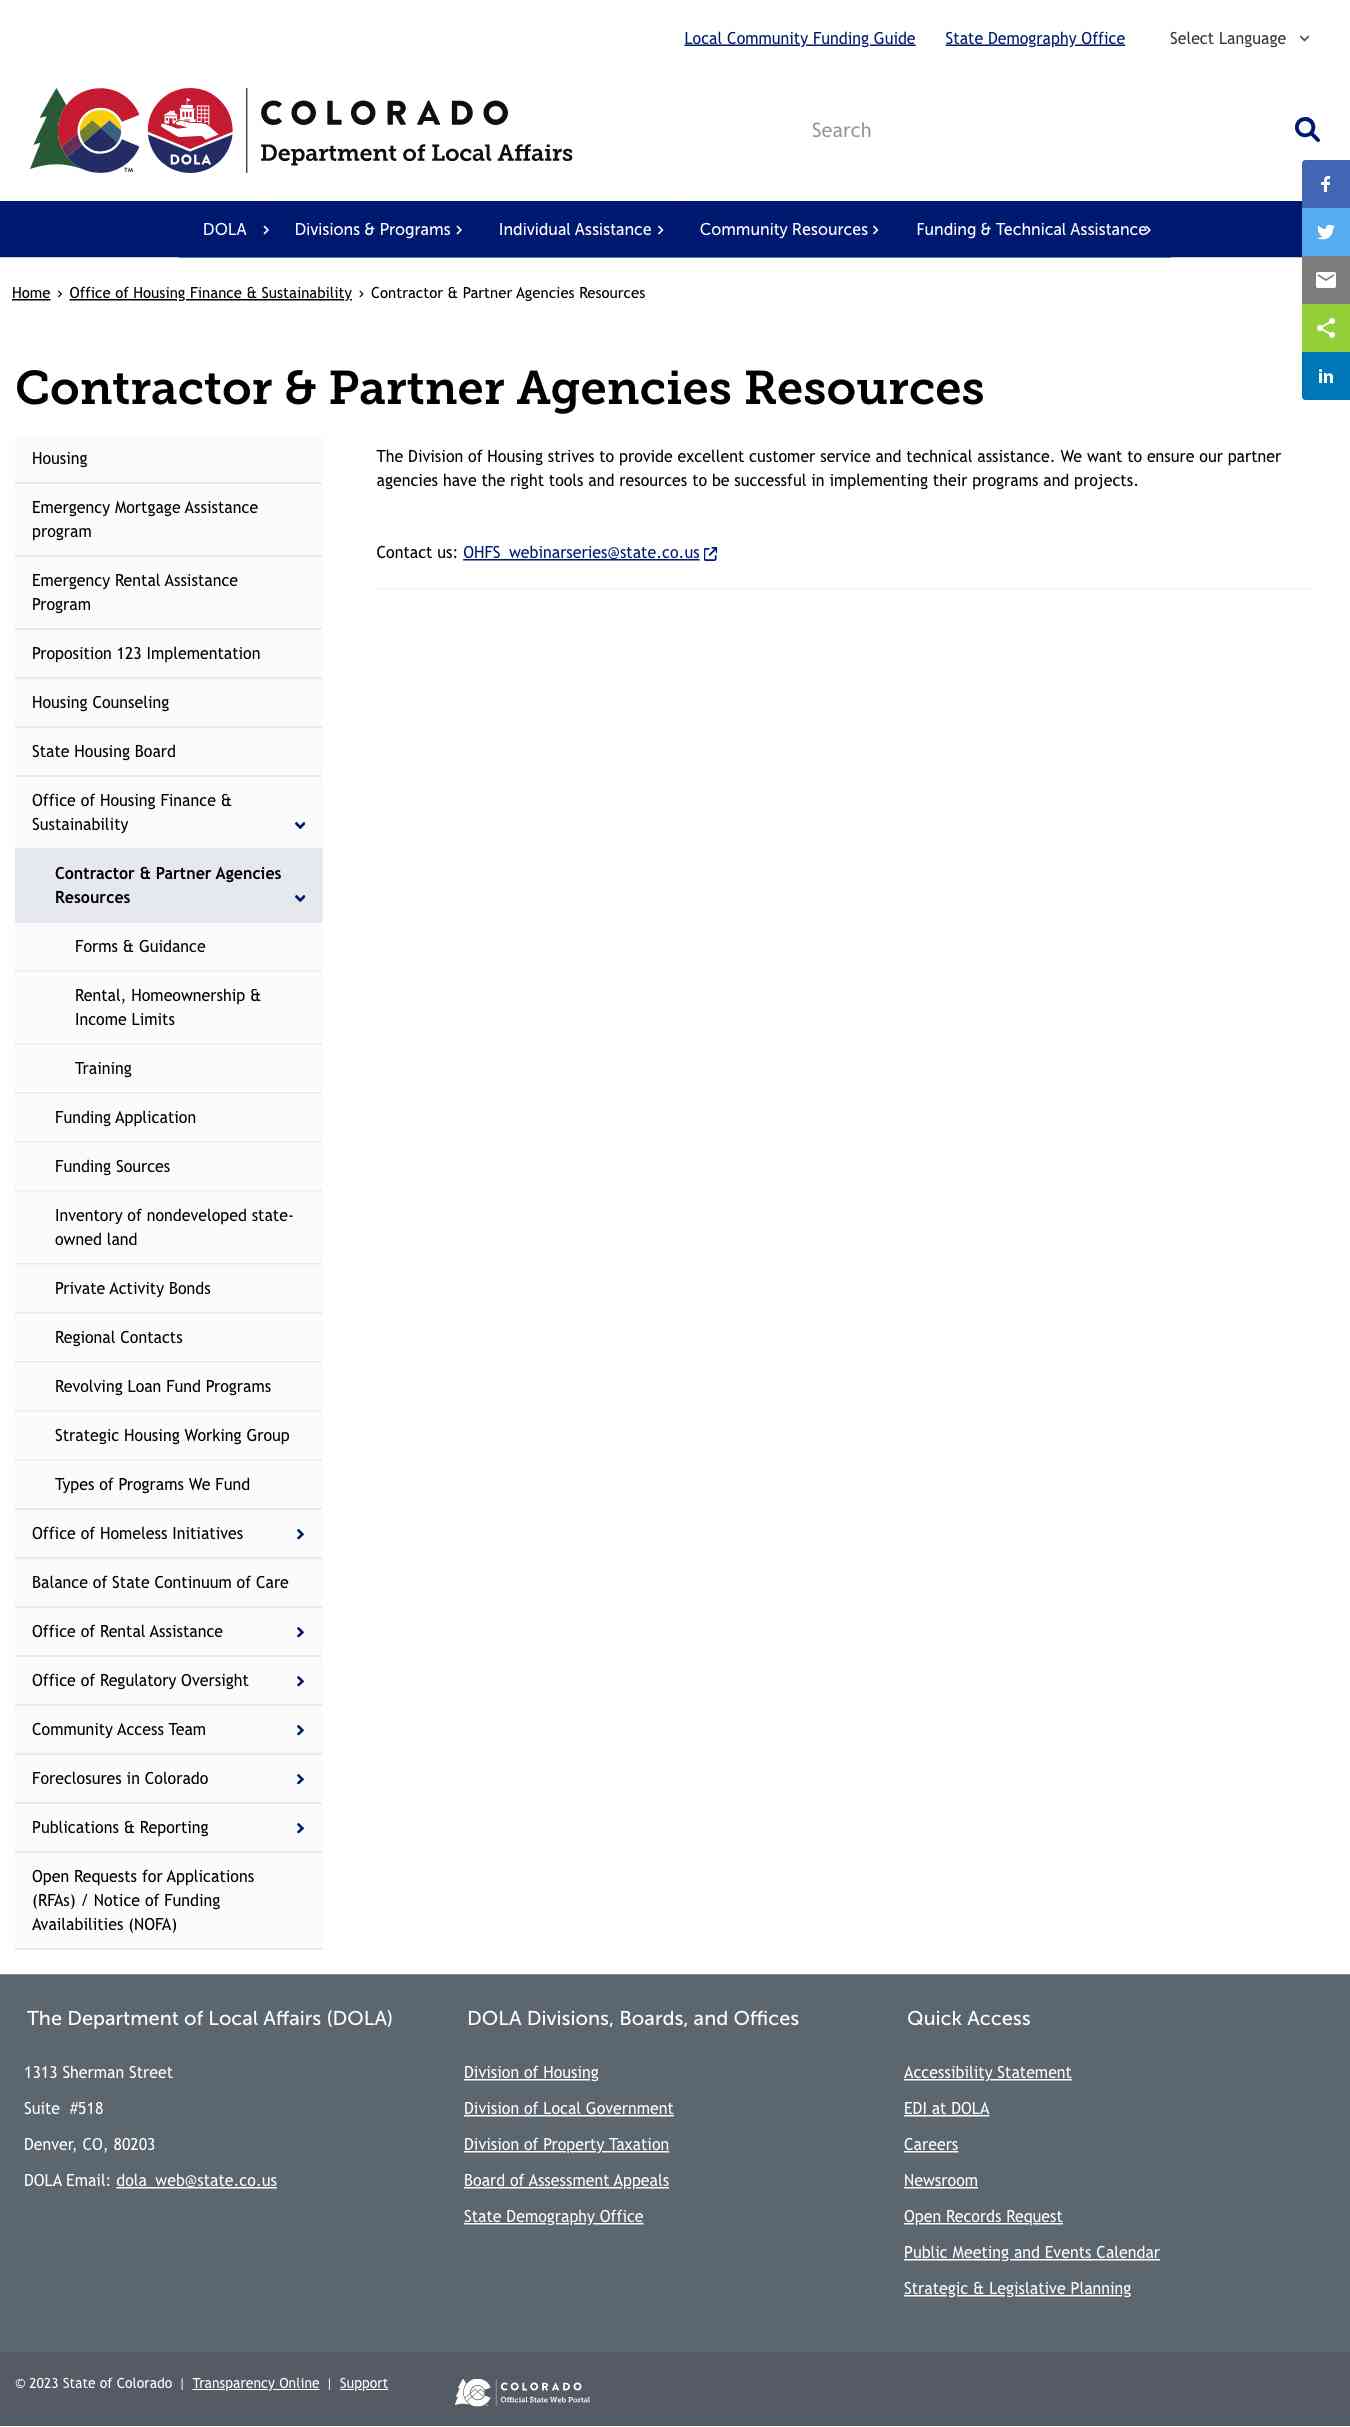 Local Community Funding Guide
State Demography Office
Select Language
COLORADO
Department of Local Affairs
DOLA
TM
Search
DOLA
Divisions & Programs
Individual Assistance
Community Resources
Funding & Technical Assistance
Home › Office of Housing Finance & Sustainability › Contractor & Partner Agencies Resources
Contractor & Partner Agencies Resources
Housing
Emergency Mortgage Assistance
program
Emergency Rental Assistance
Program
Proposition 123 Implementation
Housing Counseling
State Housing Board
Office of Housing Finance &
Sustainability
Contractor & Partner Agencies
Resources
Forms & Guidance
Rental, Homeownership &
Income Limits
Training
Funding Application
Funding Sources
Inventory of nondeveloped state-
owned land
Private Activity Bonds
Regional Contacts
Revolving Loan Fund Programs
Strategic Housing Working Group
Types of Programs We Fund
Office of Homeless Initiatives
Balance of State Continuum of Care
Office of Rental Assistance
Office of Regulatory Oversight
Community Access Team
Foreclosures in Colorado
Publications & Reporting
Open Requests for Applications
(RFAs) / Notice of Funding
Availabilities (NOFA)
The Division of Housing strives to provide excellent customer service and technical assistance. We want to ensure our partner
agencies have the right tools and resources to be successful in implementing their programs and projects.
Contact us: OHFS_webinarseries@state.co.us
The Department of Local Affairs (DOLA)
1313 Sherman Street
Suite #518
Denver, CO, 80203
DOLA Email: dola_web@state.co.us
DOLA Divisions, Boards, and Offices
Division of Housing
Division of Local Government
Division of Property Taxation
Board of Assessment Appeals
State Demography Office
Quick Access
Accessibility Statement
EDI at DOLA
Careers
Newsroom
Open Records Request
Public Meeting and Events Calendar
Strategic & Legislative Planning
© 2023 State of Colorado | Transparency Online | Support
COLORADO
Official State Web Portal